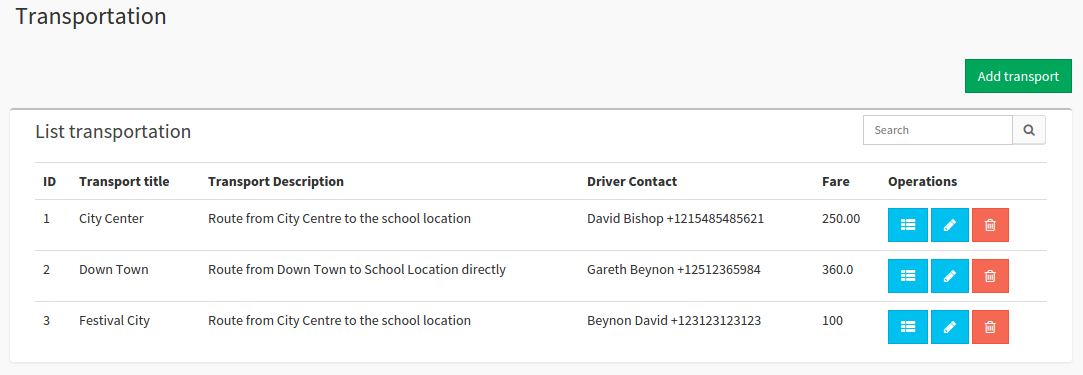 Transportation
Add transport
List transportation
Search
ID Transport title Transport Description Driver Contact Fare Operations
1 City Center Route from City Centre to the school location David Bishop +1215485485621 250.00
2 Down Town Route from Down Town to School Location directly Gareth Beynon +12512365984 360.0
3 Festival City Route from City Centre to the school location Beynon David +123123123123 100